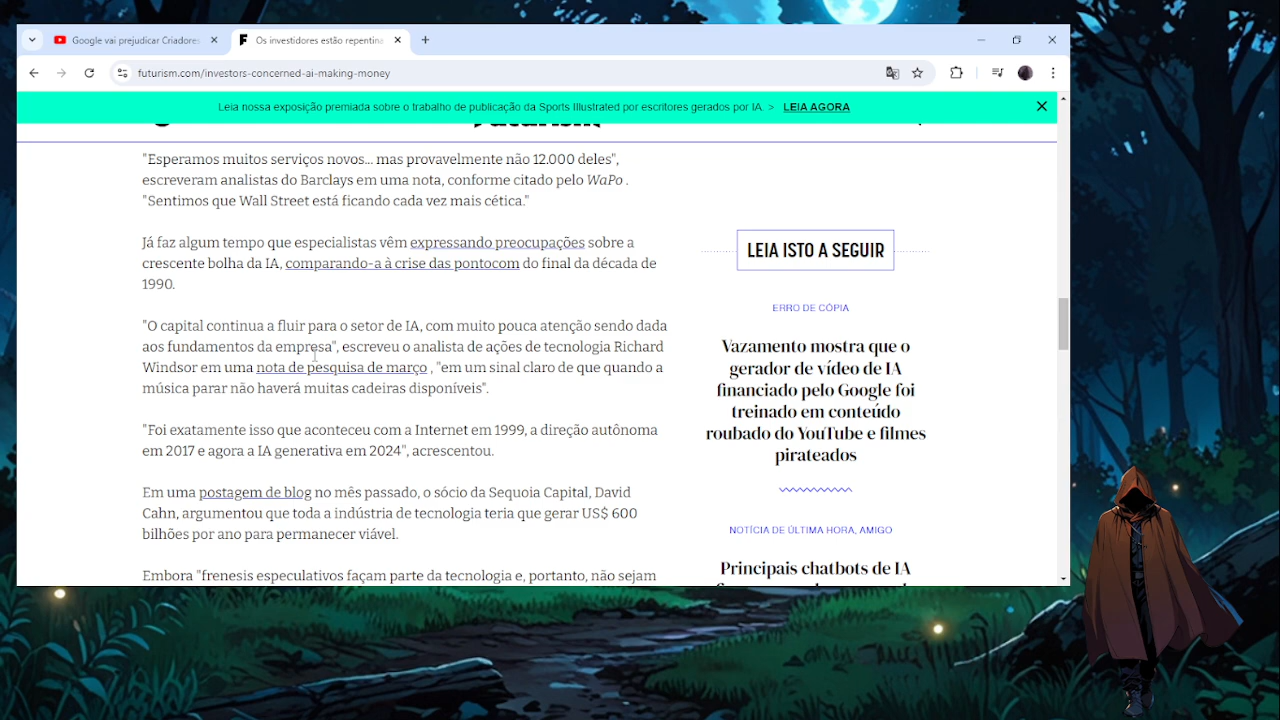 Google vai prejudicar Criadores
Os investidores estão repentina
futurism.com/investors-concerned-ai-making-money
Leia nossa exposição premiada sobre o trabalho de publicação da Sports Illustrated por escritores gerados por IA. > LEIA AGORA
"Esperamos muitos serviços novos... mas provavelmente não 12.000 deles",
escreveram analistas do Barclays em uma nota, conforme citado pelo WaPo .
"Sentimos que Wall Street está ficando cada vez mais cética."
Já faz algum tempo que especialistas vêm expressando preocupações sobre a
crescente bolha da IA, comparando-a à crise das pontocom do final da década de
1990.
"O capital continua a fluir para o setor de IA, com muito pouca atenção sendo dada
aos fundamentos da empresa", escreveu o analista de ações de tecnologia Richard
Windsor em uma nota de pesquisa de março , "em um sinal claro de que quando a
música parar não haverá muitas cadeiras disponíveis".
"Foi exatamente isso que aconteceu com a Internet em 1999, a direção autônoma
em 2017 e agora a IA generativa em 2024", acrescentou.
Em uma postagem de blog no mês passado, o sócio da Sequoia Capital, David
Cahn, argumentou que toda a indústria de tecnologia teria que gerar US$ 600
bilhões por ano para permanecer viável.
Embora "frenesis especulativos façam parte da tecnologia e, portanto, não sejam
LEIA ISTO A SEGUIR
ERRO DE CÓPIA
Vazamento mostra que o
gerador de vídeo de IA
financiado pelo Google foi
treinado em conteúdo
roubado do YouTube e filmes
pirateados
NOTÍCIA DE ÚLTIMA HORA, AMIGO
Principais chatbots de IA